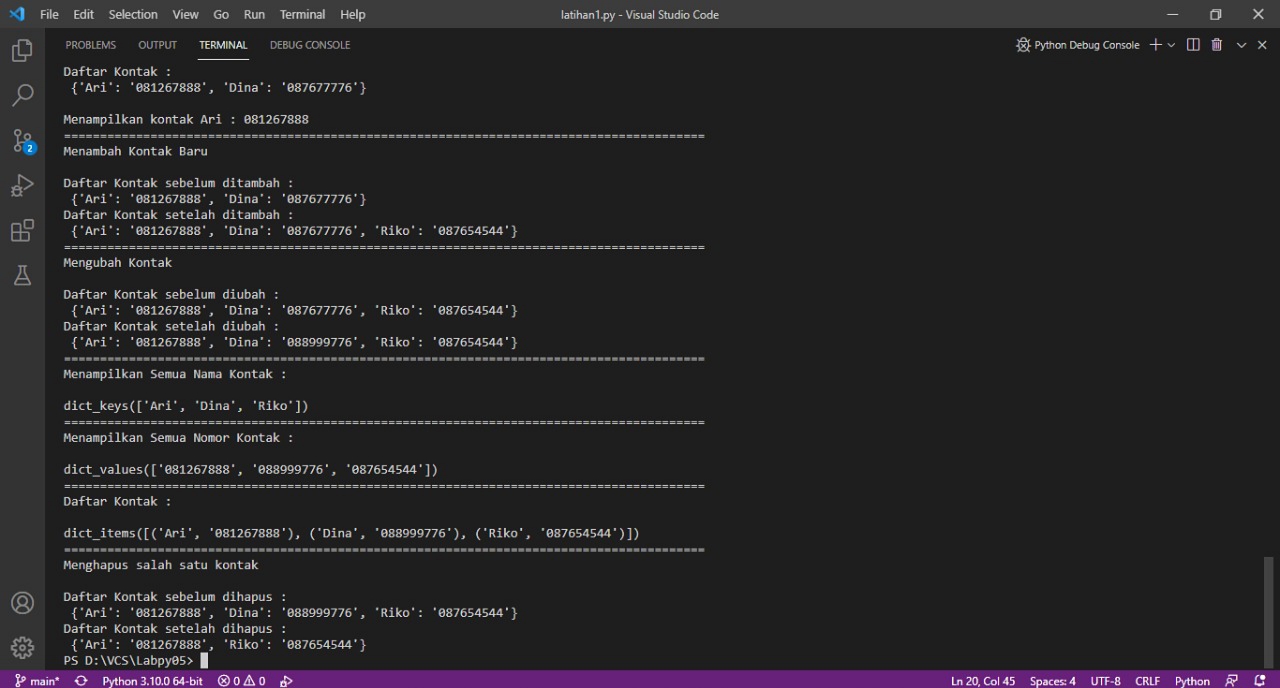 File Edit Selection View Go Run Terminal Help latihan1.py - Visual Studio Code
PROBLEMS OUTPUT TERMINAL DEBUG CONSOLE Python Debug Console
Daftar Kontak :
{'Ari': '081267888', 'Dina': '087677776'}
Menampilkan kontak Ari : 081267888
=========================================================================================
Menambah Kontak Baru
Daftar Kontak sebelum ditambah :
{'Ari': '081267888', 'Dina': '087677776'}
Daftar Kontak setelah ditambah :
{'Ari': '081267888', 'Dina': '087677776', 'Riko': '087654544'}
=========================================================================================
Mengubah Kontak
Daftar Kontak sebelum diubah :
{'Ari': '081267888', 'Dina': '087677776', 'Riko': '087654544'}
Daftar Kontak setelah diubah :
{'Ari': '081267888', 'Dina': '088999776', 'Riko': '087654544'}
=========================================================================================
Menampilkan Semua Nama Kontak :
dict_keys(['Ari', 'Dina', 'Riko'])
=========================================================================================
Menampilkan Semua Nomor Kontak :
dict_values(['081267888', '088999776', '087654544'])
=========================================================================================
Daftar Kontak :
dict_items([('Ari', '081267888'), ('Dina', '088999776'), ('Riko', '087654544')])
=========================================================================================
Menghapus salah satu kontak
Daftar Kontak sebelum dihapus :
{'Ari': '081267888', 'Dina': '088999776', 'Riko': '087654544'}
Daftar Kontak setelah dihapus :
{'Ari': '081267888', 'Riko': '087654544'}
PS D:\VCS\Labpy05>
2
main* Python 3.10.0 64-bit 0 0 Ln 20, Col 45 Spaces: 4 UTF-8 CRLF Python